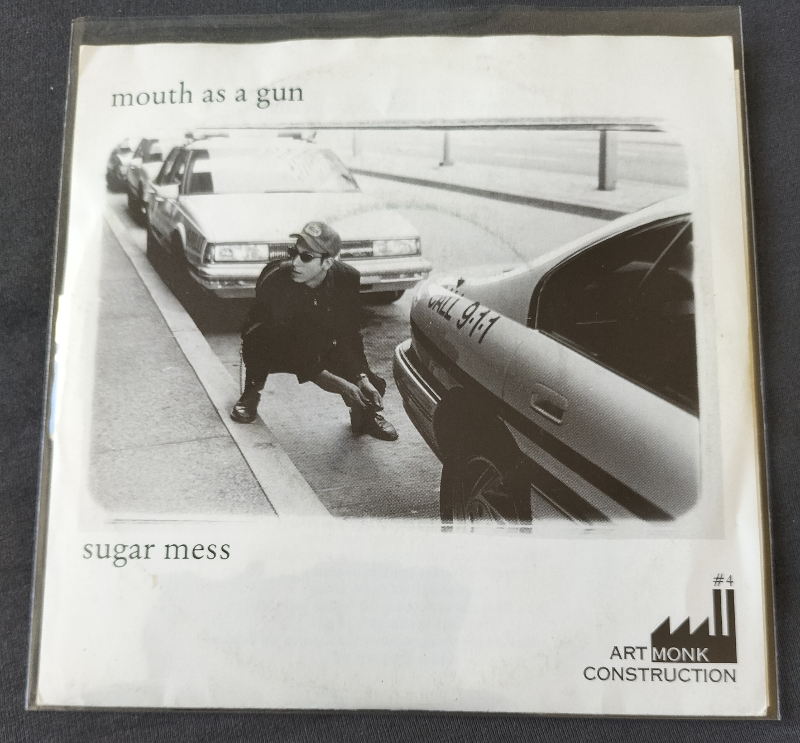 mouth as a gun
CALL 9-1-1
sugar mess
#4
ART MONK
CONSTRUCTION